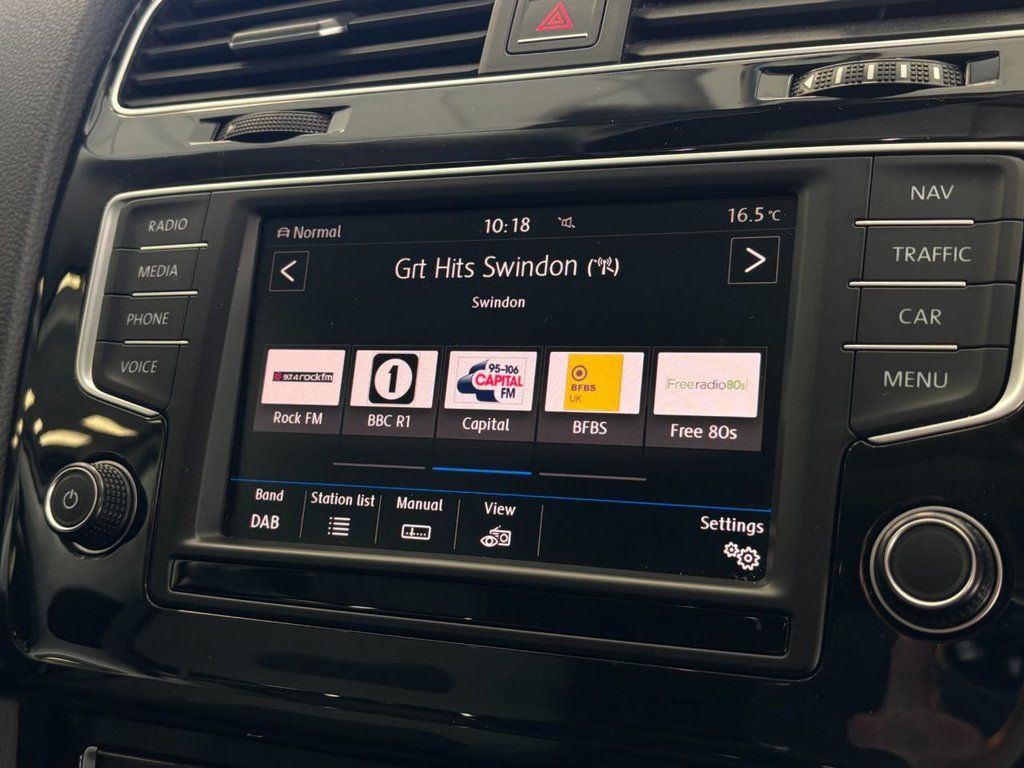 RADIO
MEDIA
PHONE
VOICE
Normal
10:18
16.5 °C
<
Grt Hits Swindon
>
Swindon
97.4 rockfm
1
95-106
CAPITAL
FM
BFBS
UK
Freeradio80s
Rock FM
BBC R1
Capital
BFBS
Free 80s
Band
DAB
Station list
Manual
View
Settings
NAV
TRAFFIC
CAR
MENU